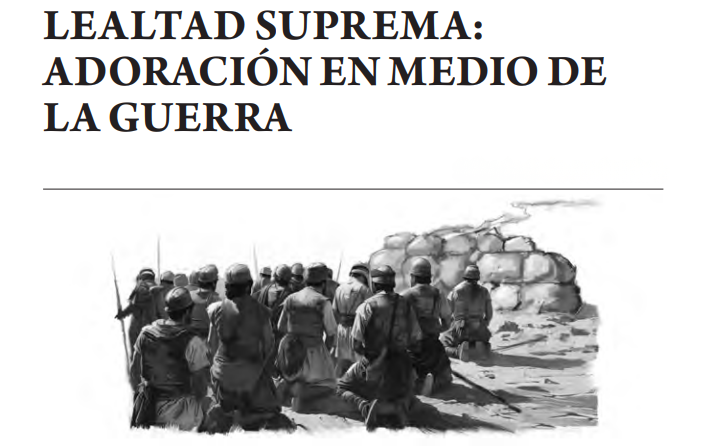 LEALTAD SUPREMA:
ADORACIÓN EN MEDIO DE
LA GUERRA